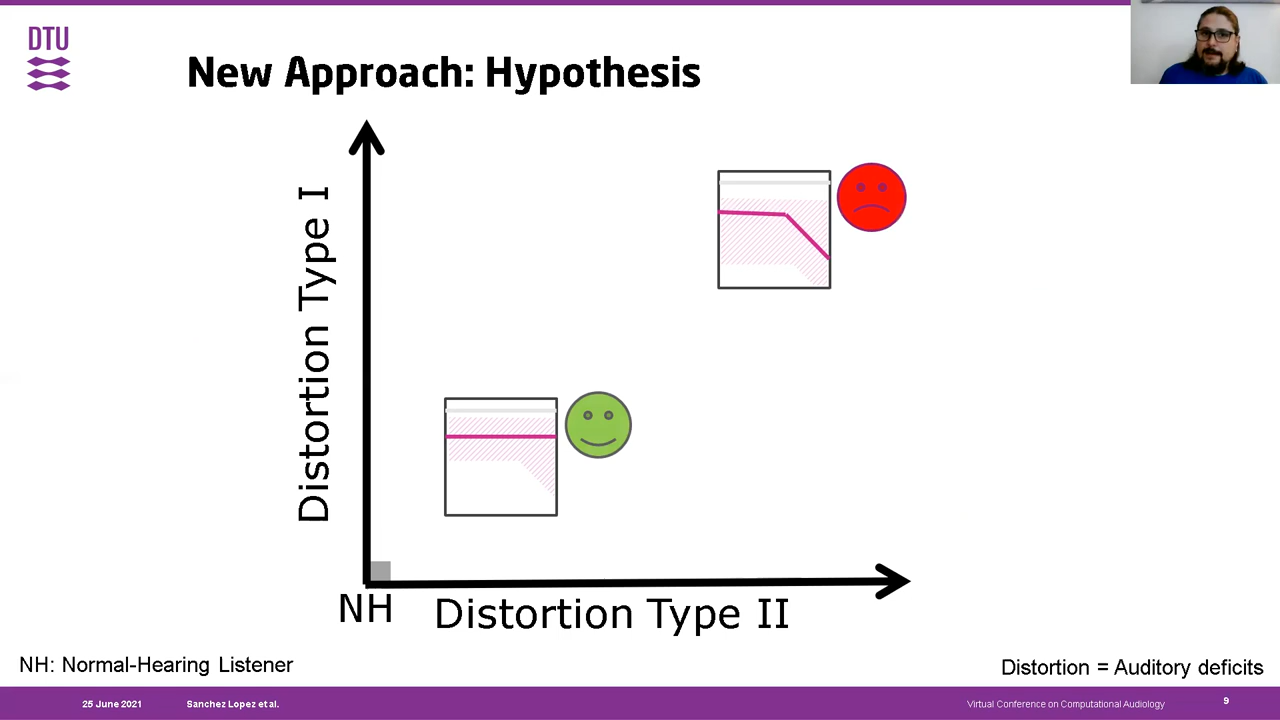 DTU
New Approach: Hypothesis
Distortion Type I
NH
Distortion Type II
NH: Normal-Hearing Listener
Distortion = Auditory deficits
25 June 2021
Sanchez Lopez et al.
Virtual Conference on Computational Audiology
9